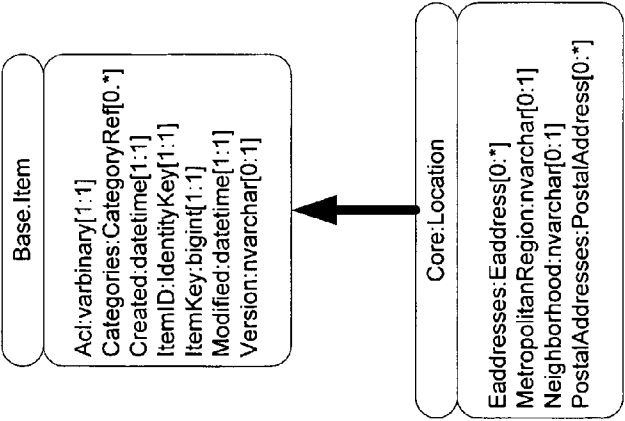 Base.Item
Acl:varbinary[1:1]
Categories:CategoryRef[0.*]
Created:datetime[1:1]
ItemID:IdentityKey[1:1]
ItemKey:bigint[1:1]
Modified:datetime[1:1]
Version:nvarchar[0:1]
Core:Location
Eaddresses:Eaddress[0:*]
MetropolitanRegion:nvarchar[0:1]
Neighborhood:nvarchar[0:1]
PostalAddresses:PostalAddress[0:*]